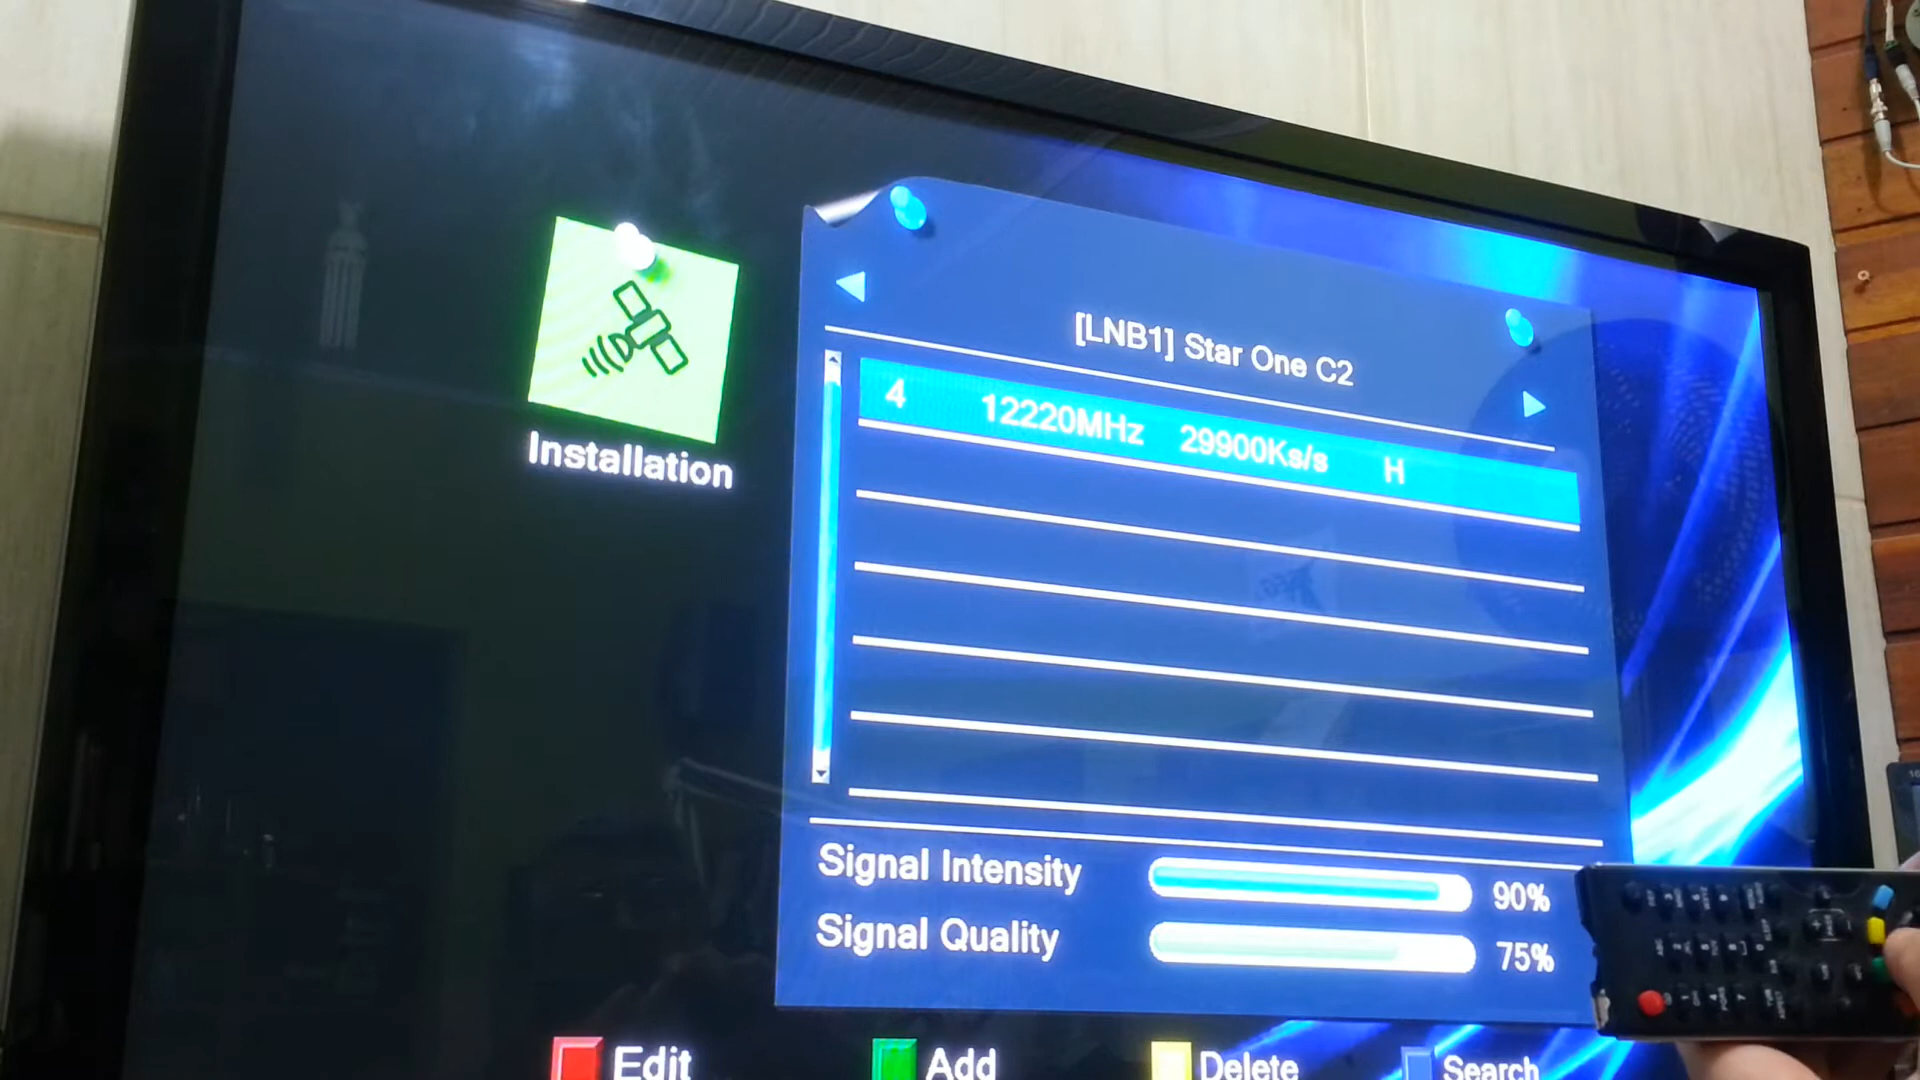 [LNB1] Star One C2
4 12220MHz 29900Ks/s H
Installation
Signal Intensity 90%
Signal Quality 75%
Edit Add Delete Search